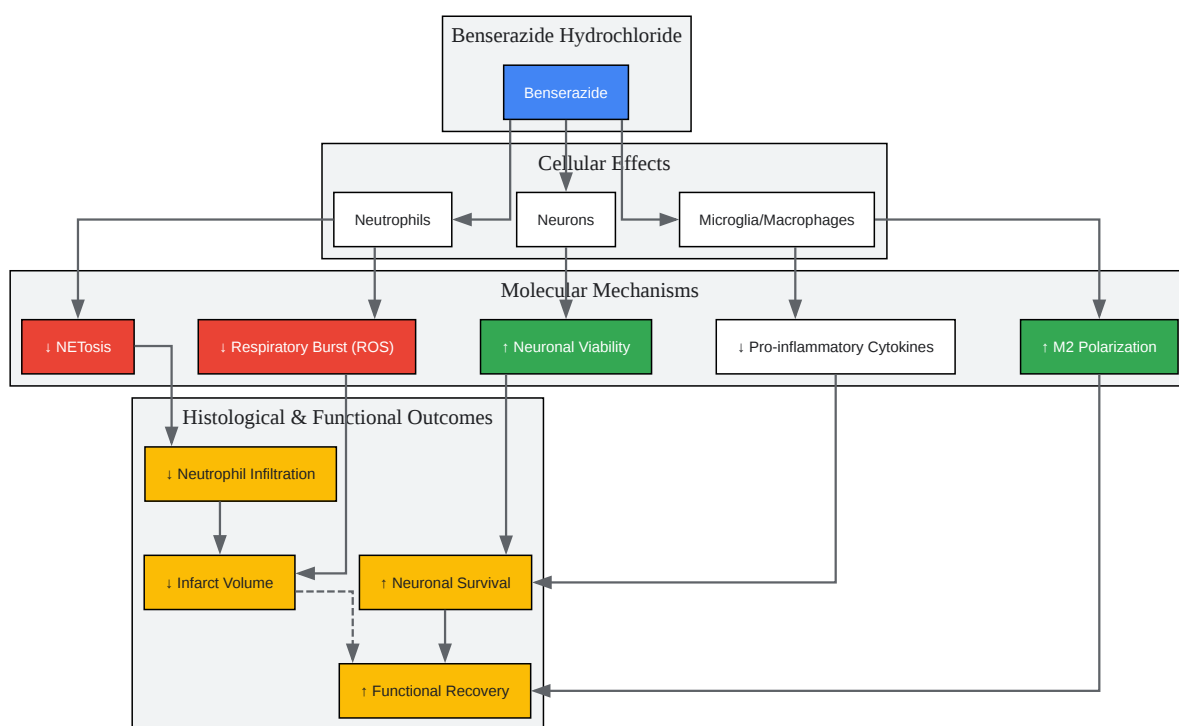 Benserazide Hydrochloride
Benserazide
Cellular Effects
Neutrophils
Neurons
Microglia/Macrophages
Molecular Mechanisms
↓ NETosis
↓ Respiratory Burst (ROS)
↑ Neuronal Viability
↓ Pro-inflammatory Cytokines
↑ M2 Polarization
Histological & Functional Outcomes
↓ Neutrophil Infiltration
↓ Infarct Volume
↑ Neuronal Survival
↑ Functional Recovery